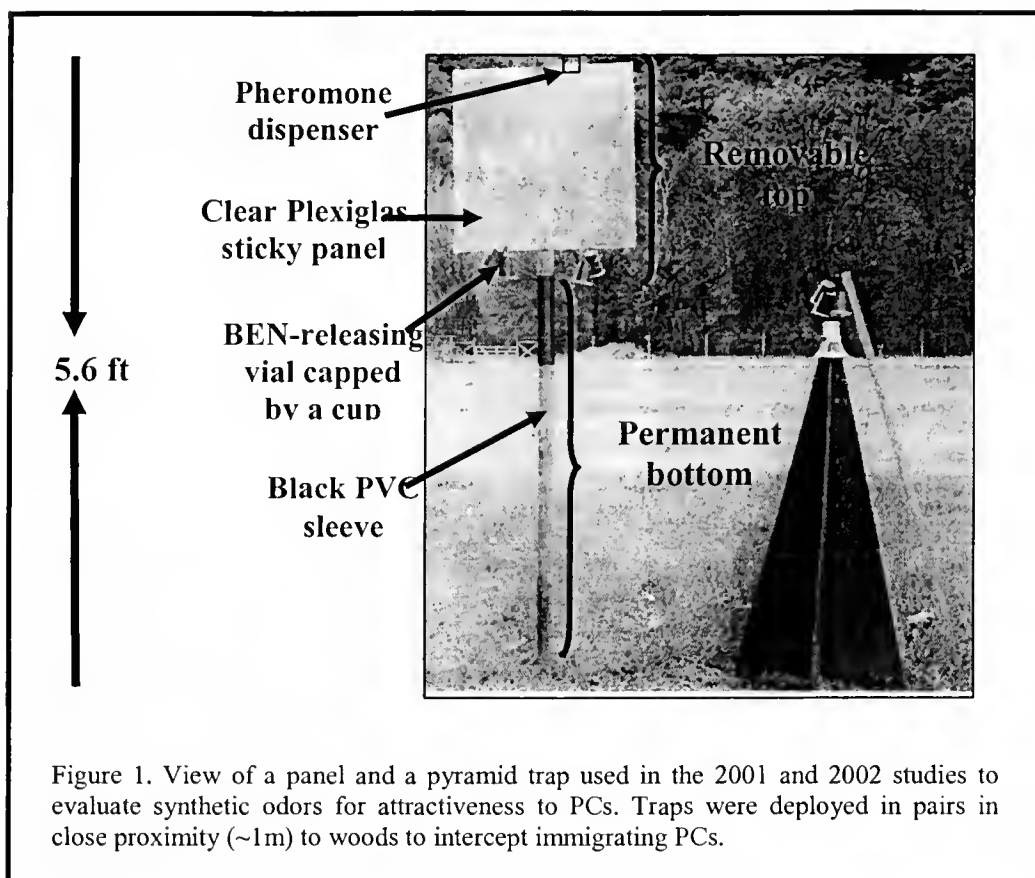 Pheromone
dispenser
Removable
top
Clear Plexiglas
sticky panel
BEN-releasing
vial capped
by a cup
5.6 ft
Permanent
bottom
Black PVC
sleeve
Figure 1. View of a panel and a pyramid trap used in the 2001 and 2002 studies to
evaluate synthetic odors for attractiveness to PCs. Traps were deployed in pairs in
close proximity (~1m) to woods to intercept immigrating PCs.